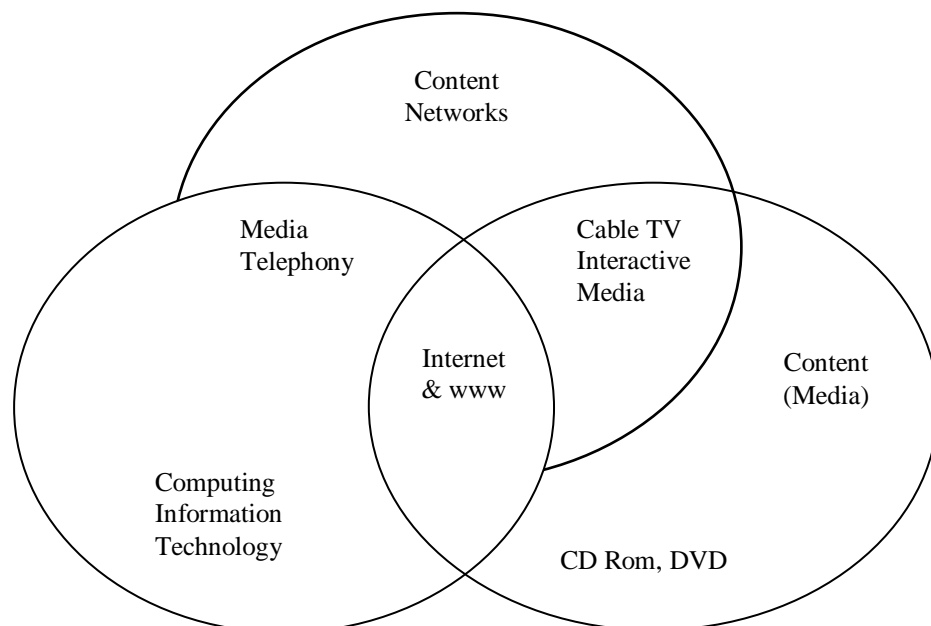 Content
Networks
Media
Telephony
Cable TV
Interactive
Media
Internet
& www
Content
(Media)
Computing
Information
Technology
CD Rom, DVD